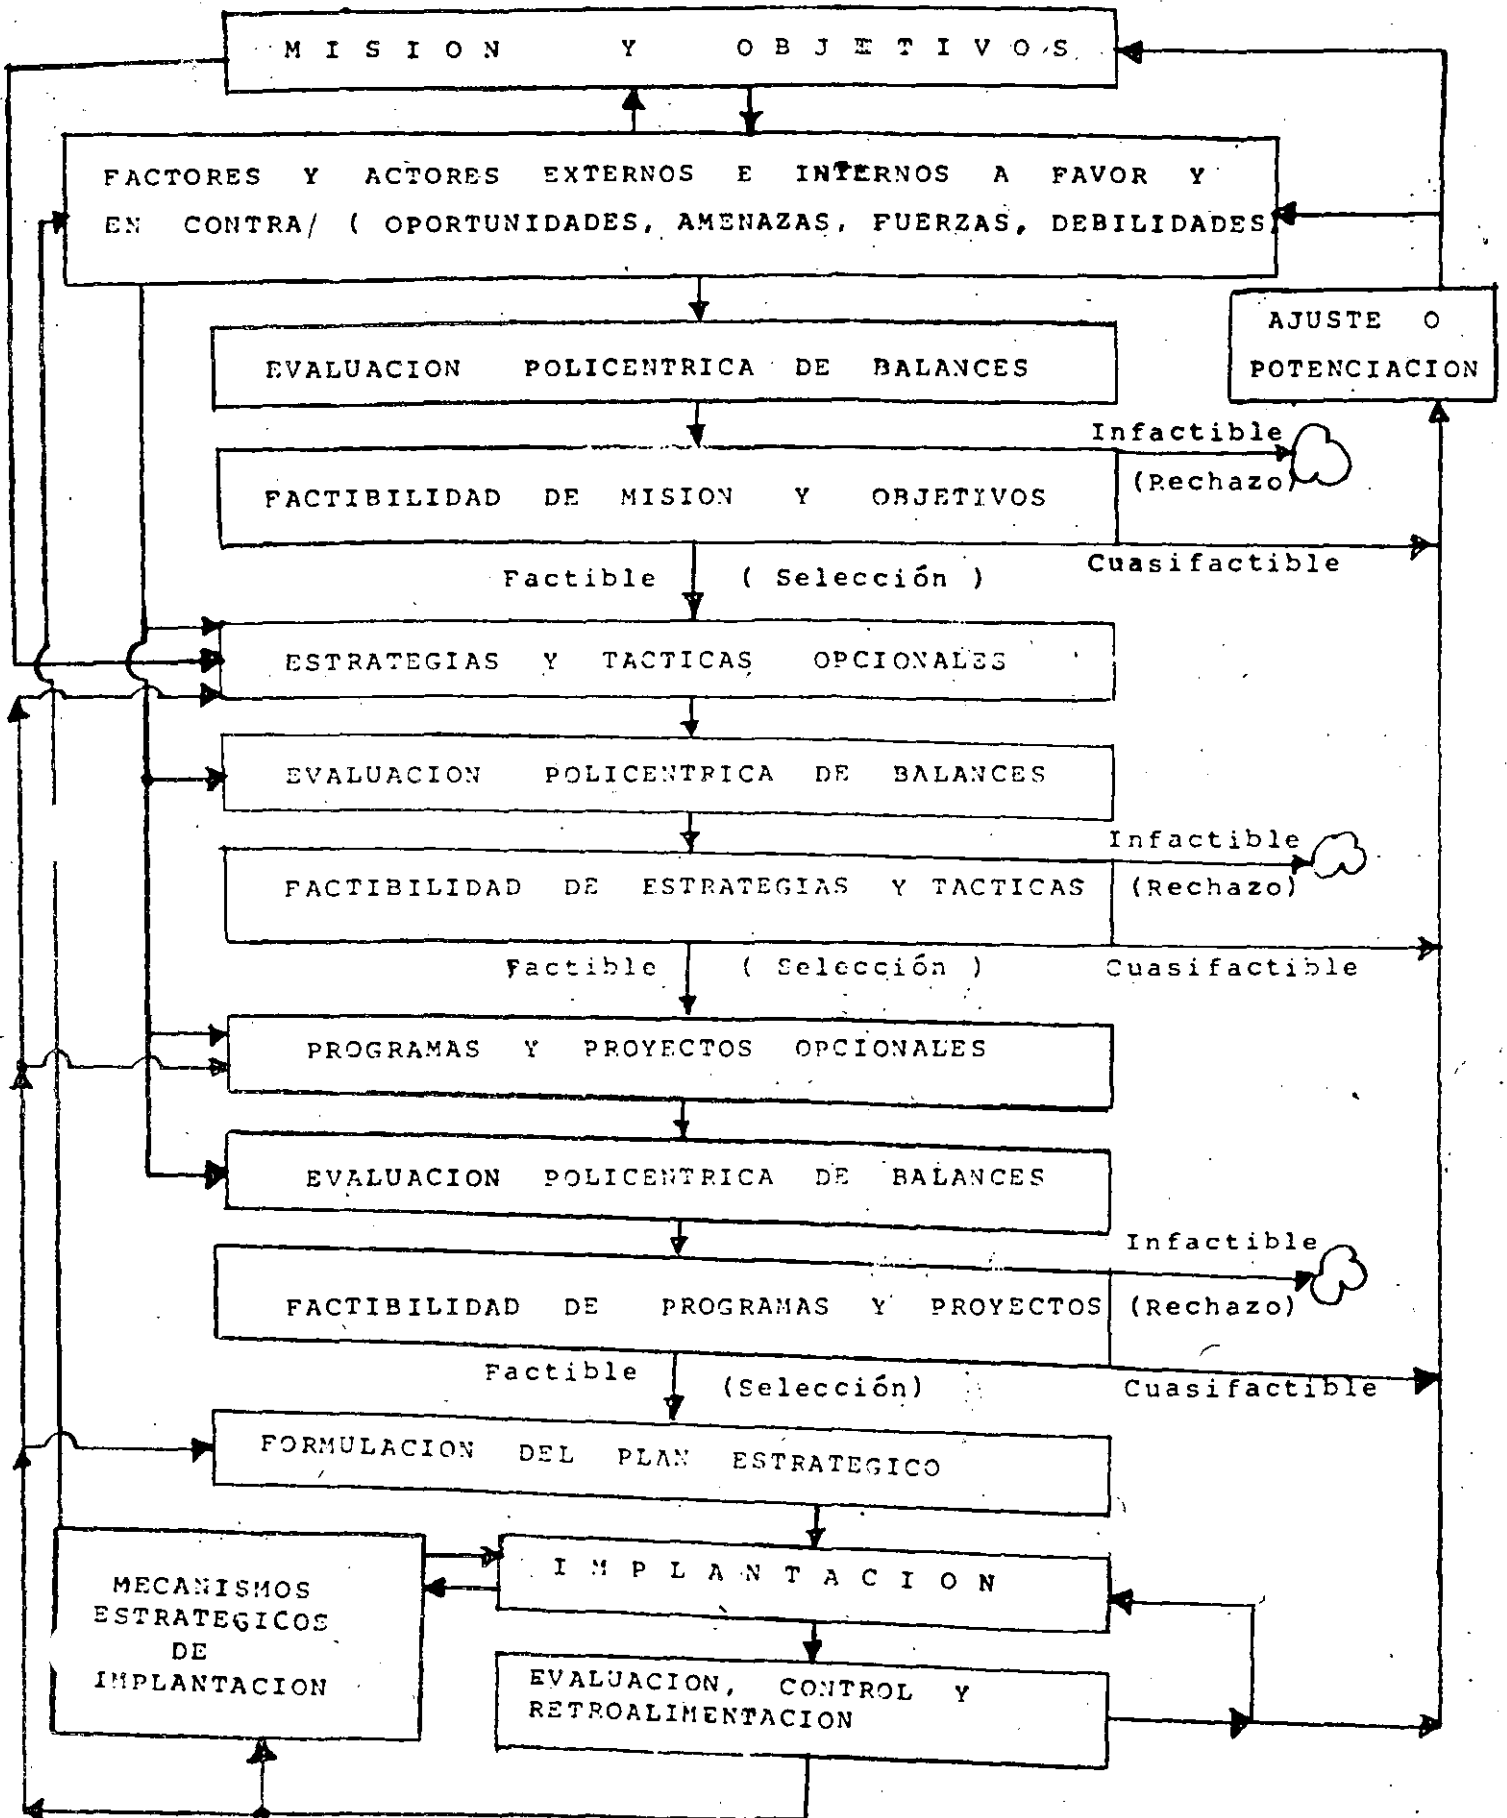 MISION Y OBJETIVOS
FACTORES Y ACTORES EXTERNOS E INTERNOS A FAVOR Y
EN CONTRA/ ( OPORTUNIDADES, AMENAZAS, FUERZAS, DEBILIDADES
AJUSTE O
POTENCIACION
EVALUACION POLICENTRICA DE BALANCES
Infactible
(Rechazo)
FACTIBILIDAD DE MISION Y OBJETIVOS
Cuasifactible
Factible ( Selección )
ESTRATEGIAS Y TACTICAS OPCIONALES
EVALUACION POLICENTRICA DE BALANCES
Infactible
(Rechazo)
FACTIBILIDAD DE ESTRATEGIAS Y TACTICAS
Cuasifactible
Factible ( Selección )
PROGRAMAS Y PROYECTOS OPCIONALES
EVALUACION POLICENTRICA DE BALANCES
Infactible
(Rechazo)
FACTIBILIDAD DE PROGRAMAS Y PROYECTOS
Cuasifactible
Factible (Selección)
FORMULACION DEL PLAN ESTRATEGICO
IMPLANTACION
MECANISMOS
ESTRATEGICOS
DE
IMPLANTACION
EVALUACION, CONTROL Y
RETROALIMENTACION